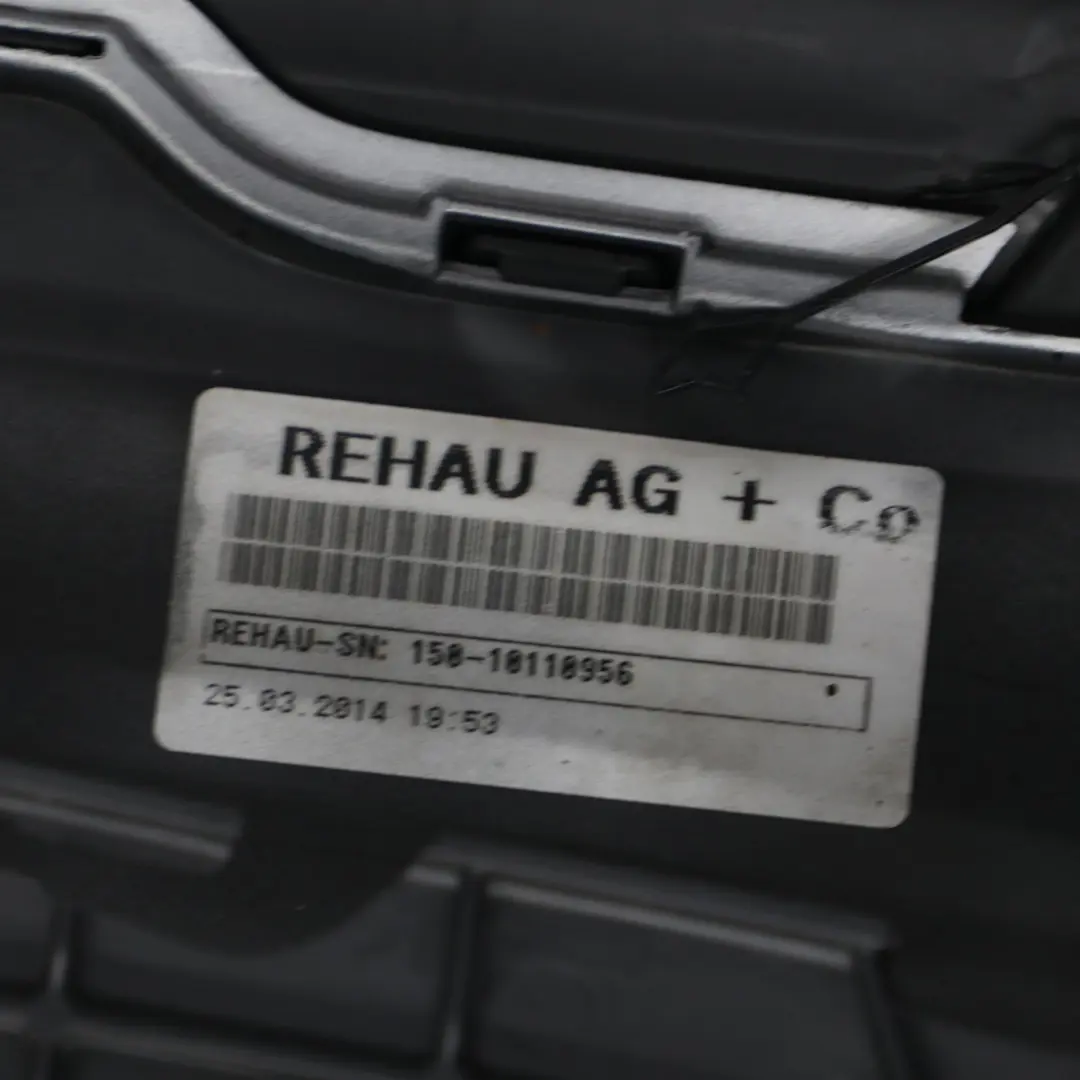 REHAU AG + Co
REHAU-SN: 150-10110956
25.03.2014 19:53